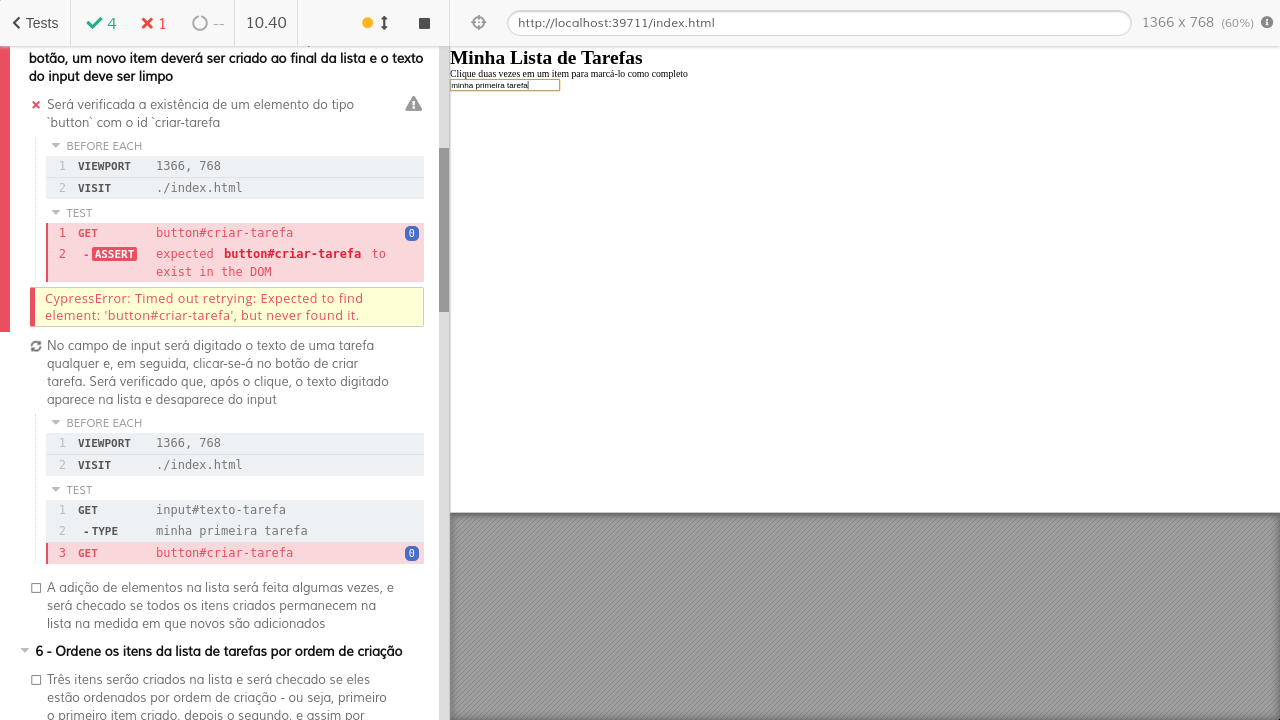 Tests
4
1
--
10.40
http://localhost:39711/index.html
1366 x 768 (60%)
botão, um novo item deverá ser criado ao final da lista e o texto
do input deve ser limpo
Será verificada a existência de um elemento do tipo
`button` com o id `criar-tarefa
BEFORE EACH
1 VIEWPORT 1366, 768
2 VISIT ./index.html
TEST
1 GET button#criar-tarefa 0
2 -ASSERT expected button#criar-tarefa to
exist in the DOM
CypressError: Timed out retrying: Expected to find
element: 'button#criar-tarefa', but never found it.
No campo de input será digitado o texto de uma tarefa
qualquer e, em seguida, clicar-se-á no botão de criar
tarefa. Será verificado que, após o clique, o texto digitado
aparece na lista e desaparece do input
BEFORE EACH
1 VIEWPORT 1366, 768
2 VISIT ./index.html
TEST
1 GET input#texto-tarefa
2 -TYPE minha primeira tarefa
3 GET button#criar-tarefa 0
A adição de elementos na lista será feita algumas vezes, e
será checado se todos os itens criados permanecem na
lista na medida em que novos são adicionados
6 - Ordene os itens da lista de tarefas por ordem de criação
Três itens serão criados na lista e será checado se eles
estão ordenados por ordem de criação - ou seja, primeiro
o primeiro item criado, depois o segundo, e assim por
Minha Lista de Tarefas
Clique duas vezes em um item para marcá-lo como completo
minha primeira tarefa